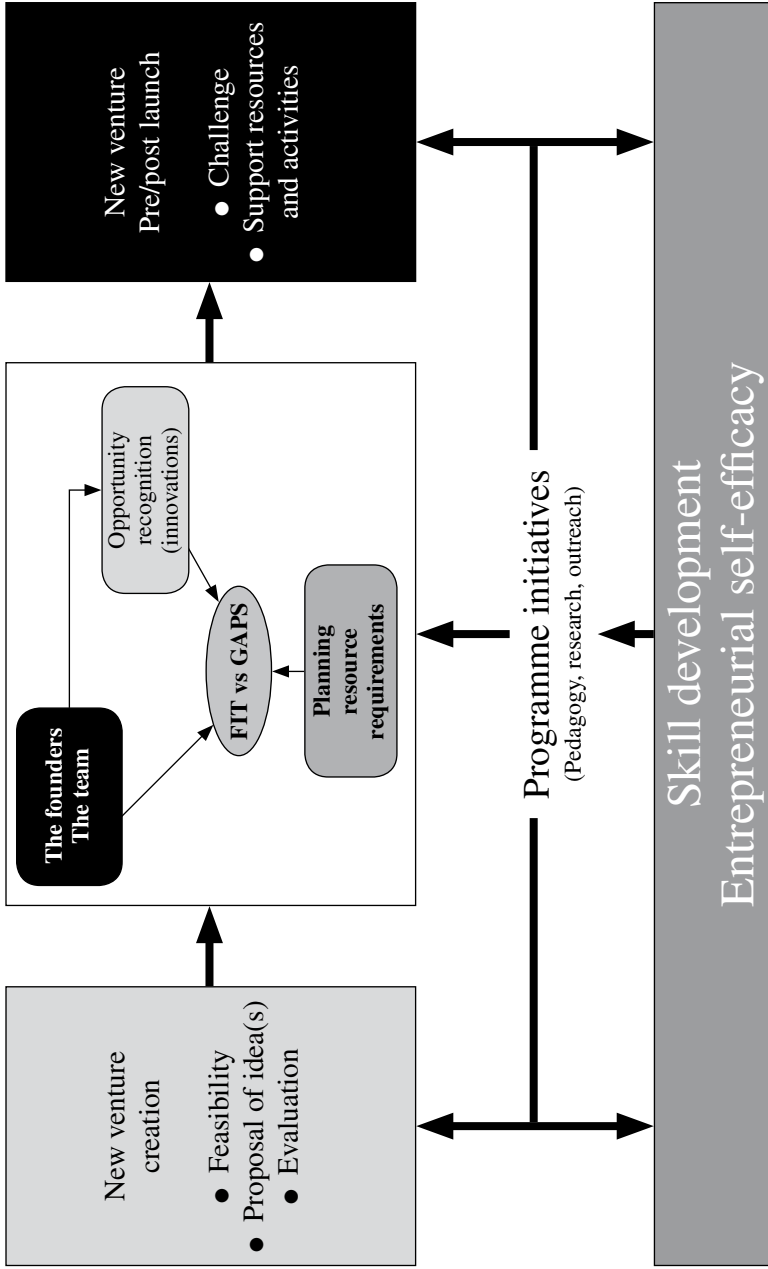 New venture
creation
● Feasibility
● Proposal of idea(s)
● Evaluation
The founders
The team
Opportunity
recognition
(innovations)
FIT vs GAPS
Planning
resource
requirements
New venture
Pre/post launch
● Challenge
● Support resources
and activities
Programme initiatives
(Pedagogy, research, outreach)
Skill development
Entrepreneurial self-efficacy